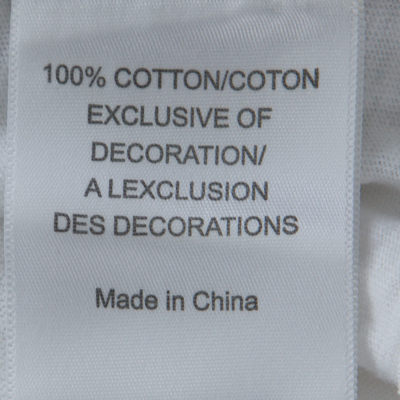 100% COTTON/COTON
EXCLUSIVE OF
DECORATION/
A LEXCLUSION
DES DECORATIONS
Made in China